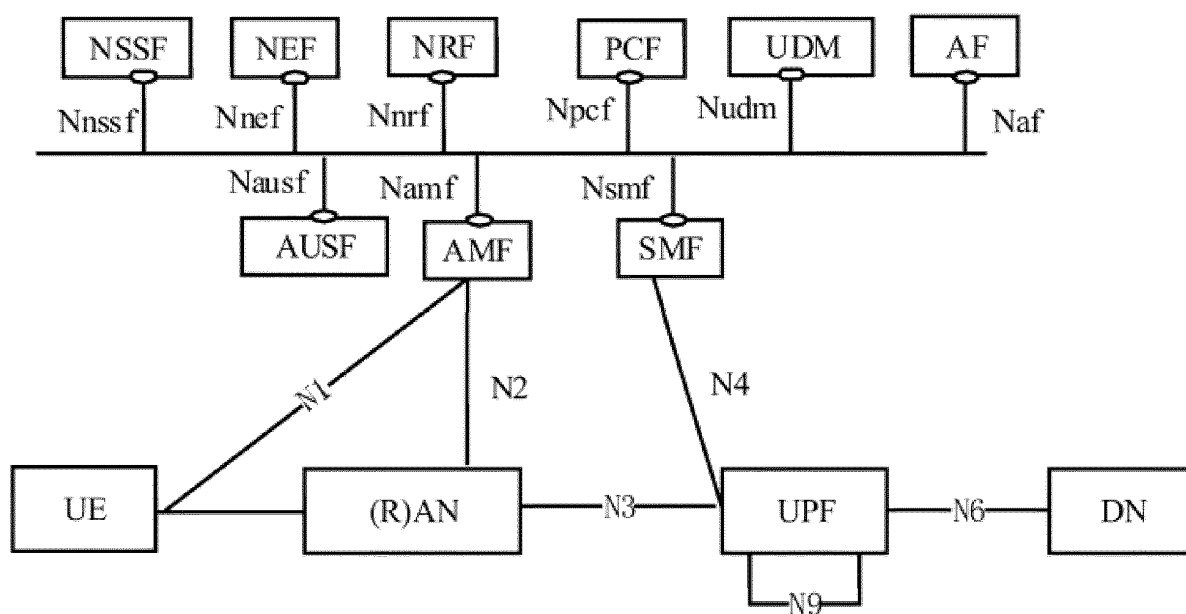 NSSF NEF NRF PCF UDM AF
Nnssf Nnef Nnrf Npcf Nudm Naf
Nausf Namf Nsmf
AUSF AMF SMF
N1 N2 N4
UE (R)AN N3 UPF N6 DN
N9